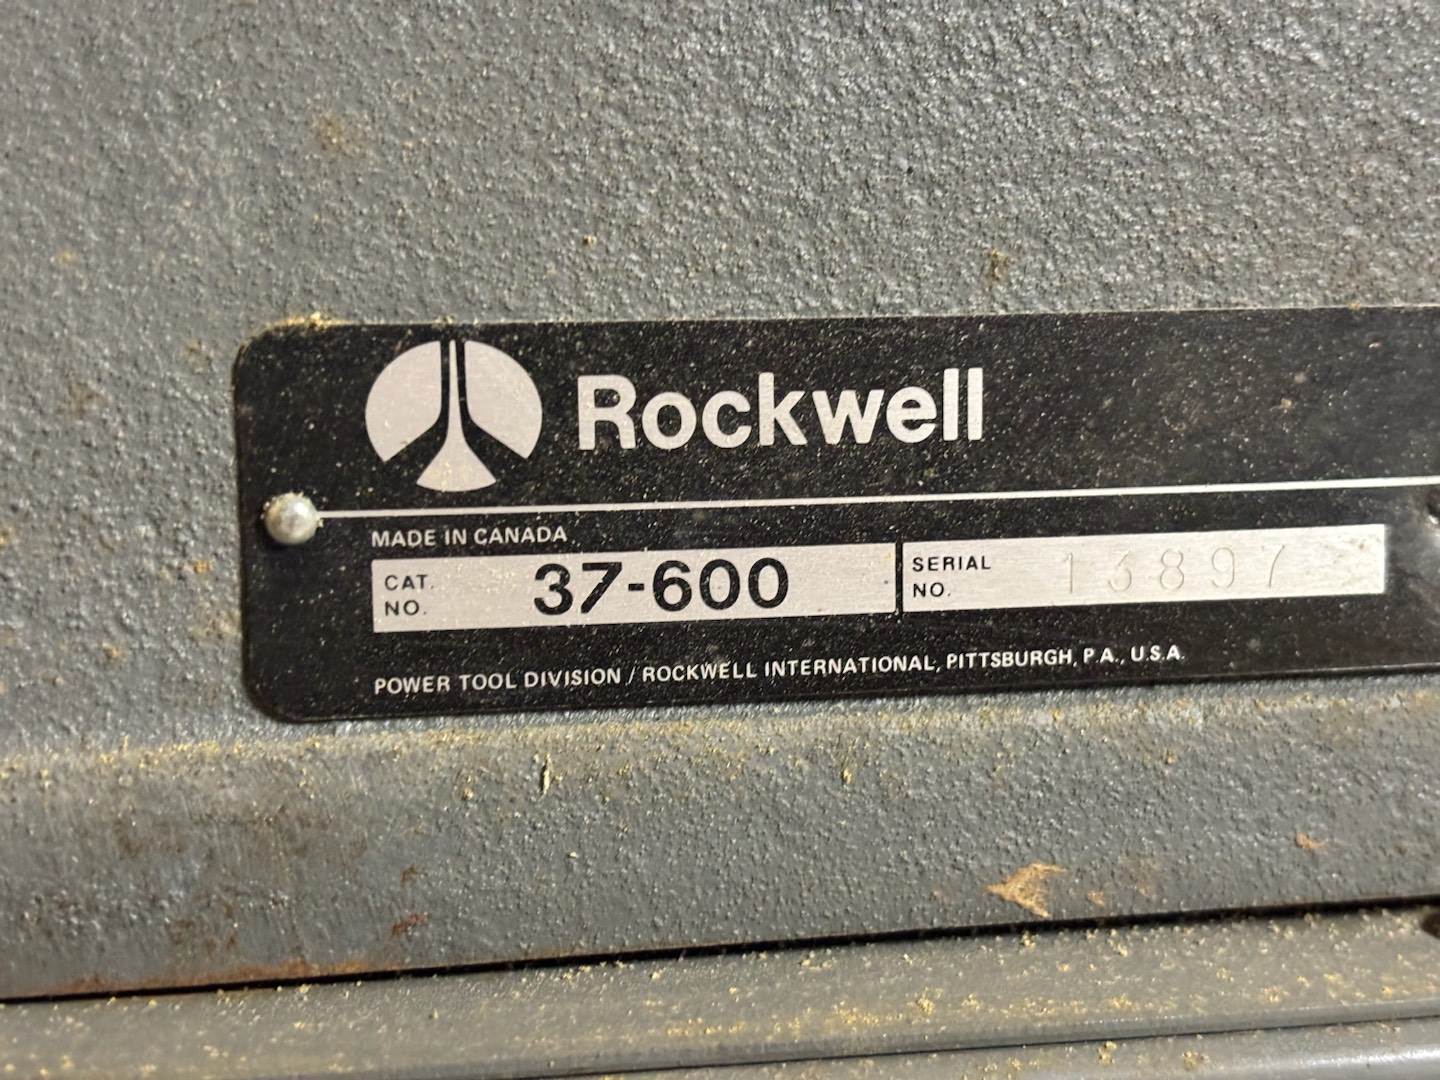 Rockwell
MADE IN CANADA
CAT. NO. 37-600
SERIAL NO. 13897
POWER TOOL DIVISION / ROCKWELL INTERNATIONAL, PITTSBURGH, P.A., U.S.A.